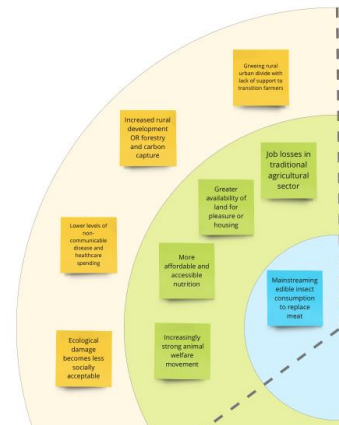 Grweing rural
urban divide with
lack of support to
transition farmers
Increased rural
development
OR forestry
and carbon
capture
Job losses in
traditional
agricultural
sector
Greater
availability of
land for
pleasure or
housing
Lower levels of
non-
communicable
disease and
healthcare
spending
More
affordable and
accessible
nutrition
Mainstreaming
edible insect
consumption
to replace
meat
Ecological
damage
becomes less
socially
acceptable
Increasingly
strong animal
welfare
movement